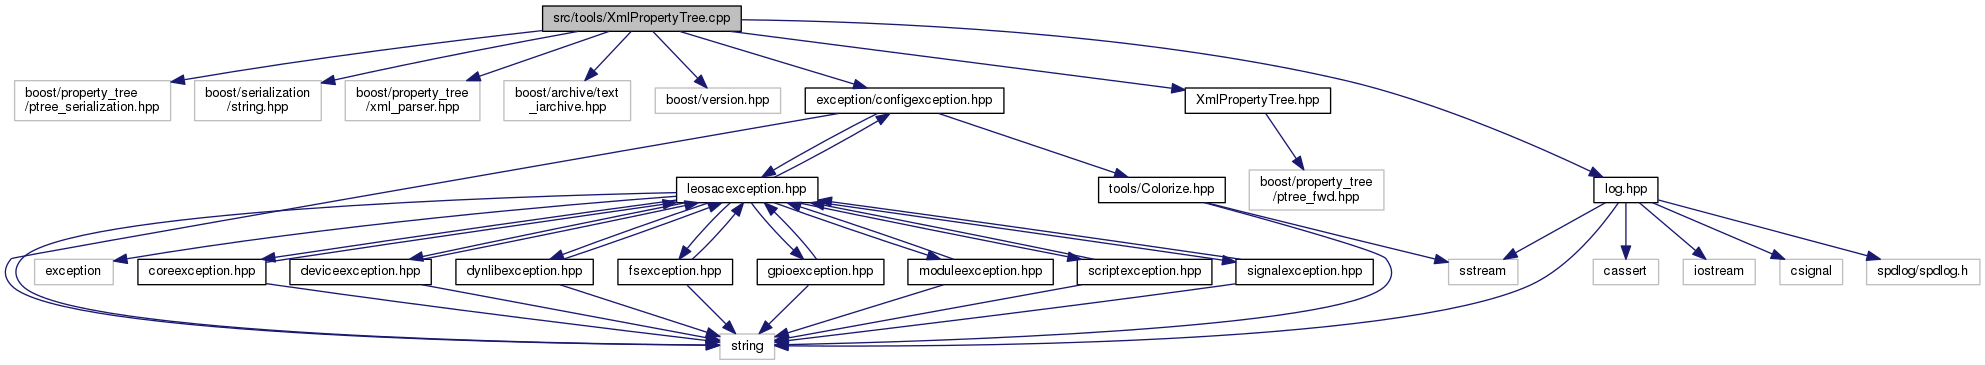 src/tools/XmlPropertyTree.cpp
boost/property_tree
/ptree_serialization.hpp
boost/serialization
/string.hpp
boost/property_tree
/xml_parser.hpp
boost/archive/text
_iarchive.hpp
boost/version.hpp
exception/configexception.hpp
XmlPropertyTree.hpp
leosacexception.hpp
tools/Colorize.hpp
boost/property_tree
/ptree_fwd.hpp
log.hpp
exception
coreexception.hpp
deviceexception.hpp
dynlibexception.hpp
fsexception.hpp
gpioexception.hpp
moduleexception.hpp
scriptexception.hpp
signalexception.hpp
sstream
cassert
iostream
csignal
spdlog/spdlog.h
string